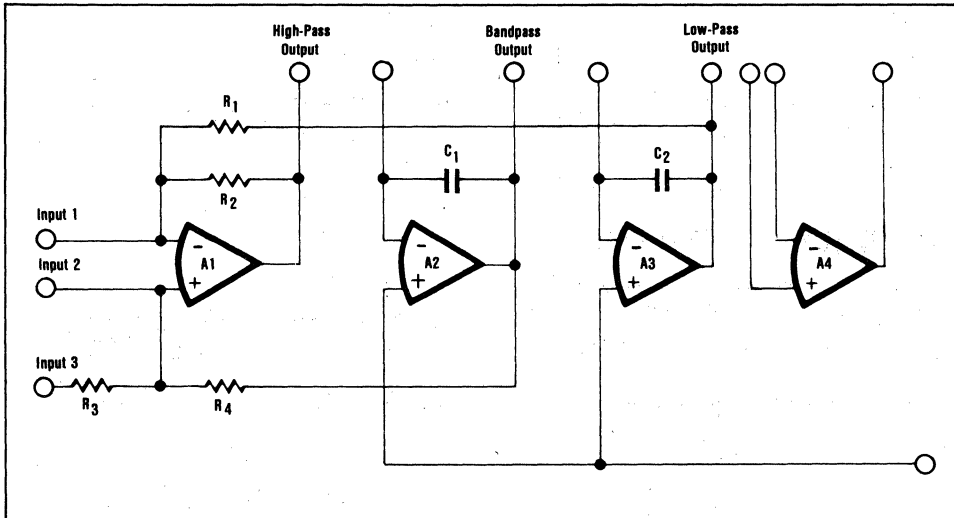 High-Pass
Output
Bandpass
Output
Low-Pass
Output
R1
C1
C2
R2
Input 1
Input 2
A1
A2
A3
A4
Input 3
R3
R4